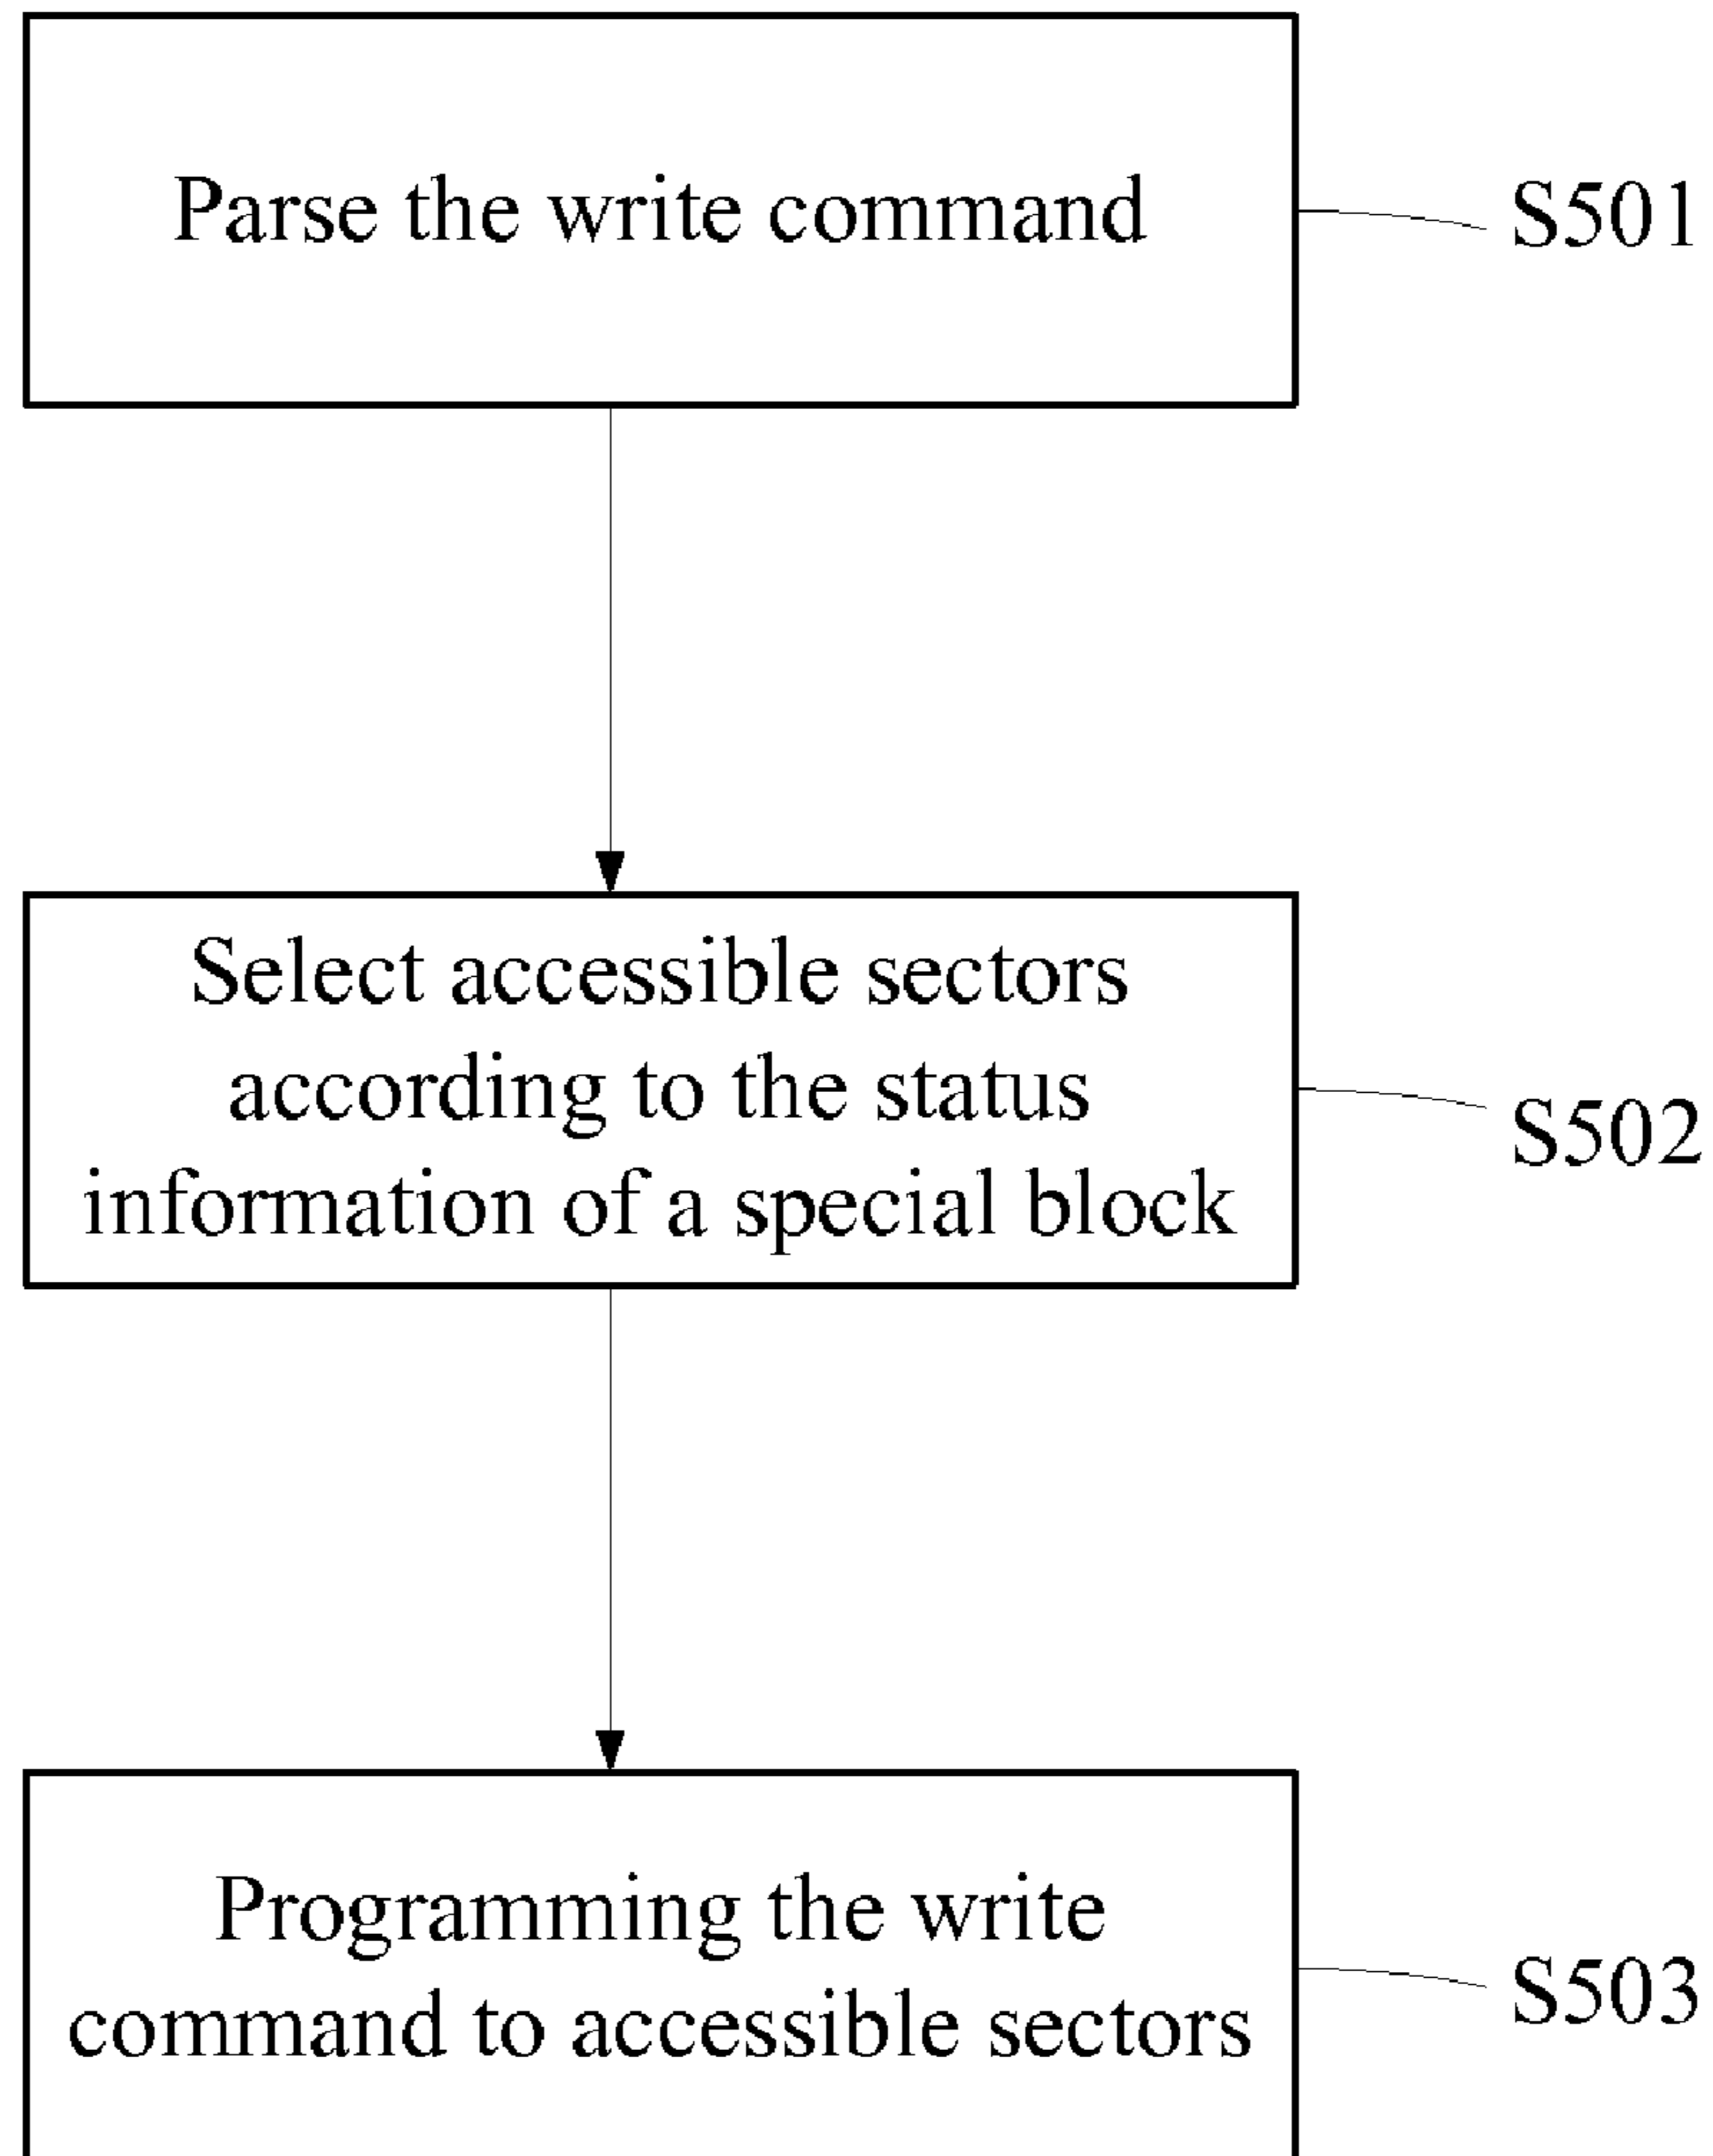 Parse the write command
S501
Select accessible sectors
according to the status
information of a special block
S502
Programming the write
command to accessible sectors
S503